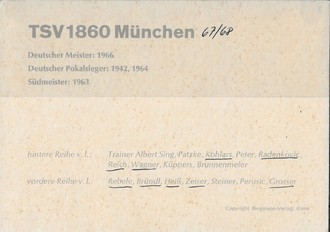 TSV 1860 München 67/68
Deutscher Meister: 1966
Deutscher Pokalsieger: 1942, 1964
Südmeister: 1963
hintere Reihe v. l.: Trainer Albert Sing, Patzke, Kohlars, Peter, Radenkovic
Reich, Wagner, Küppers, Brunnenmeier
vordere Reihe v. l.: Rebele, Bründl, Heiß, Zeiser, Steiner, Perusic, Grosser
Copyright Bergmann-Verlag,